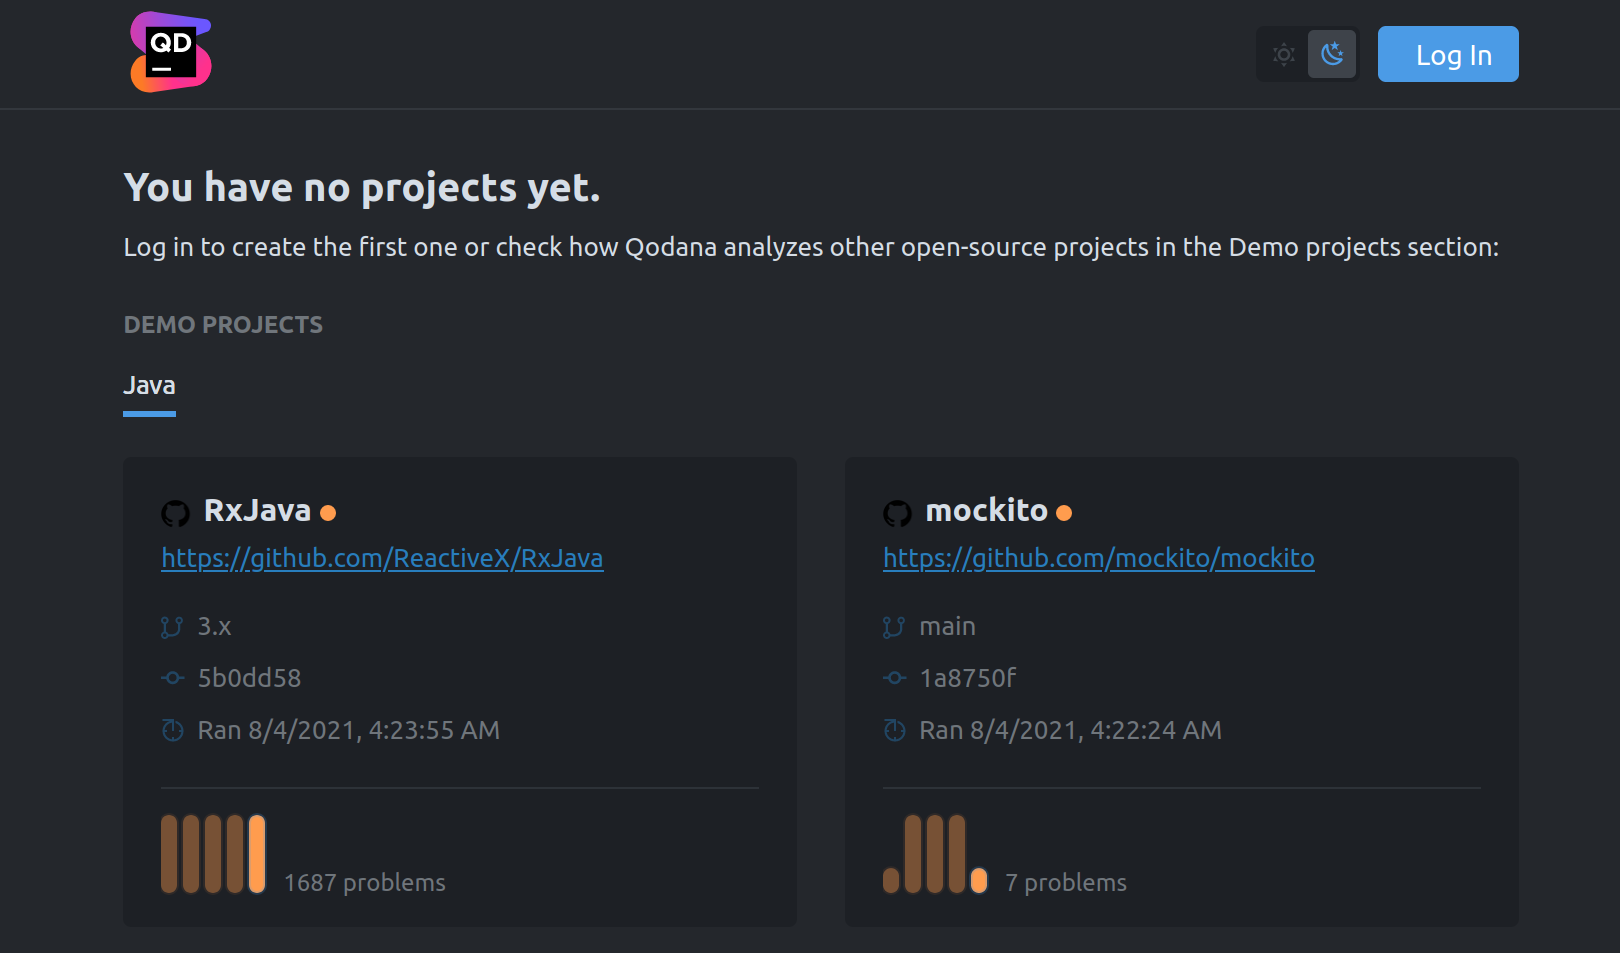 QD
Log In
You have no projects yet.
Log in to create the first one or check how Qodana analyzes other open-source projects in the Demo projects section:
DEMO PROJECTS
Java
RxJava
https://github.com/ReactiveX/RxJava
3.x
5b0dd58
Ran 8/4/2021, 4:23:55 AM
1687 problems
mockito
https://github.com/mockito/mockito
main
1a8750f
Ran 8/4/2021, 4:22:24 AM
7 problems